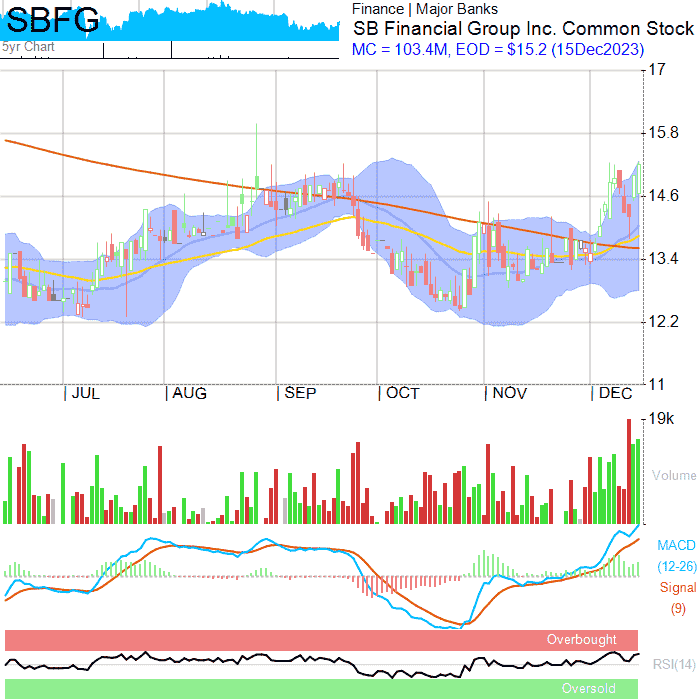 SBFG
5yr Chart
Finance | Major Banks
SB Financial Group Inc. Common Stock
MC = 103.4M, EOD = $15.2 (15Dec2023)
17
15.8
14.6
13.4
12.2
11
| JUL | AUG | SEP | OCT | NOV | DEC
19k
Volume
MACD
(12-26)
Signal
(9)
Overbought
RSI(14)
Oversold